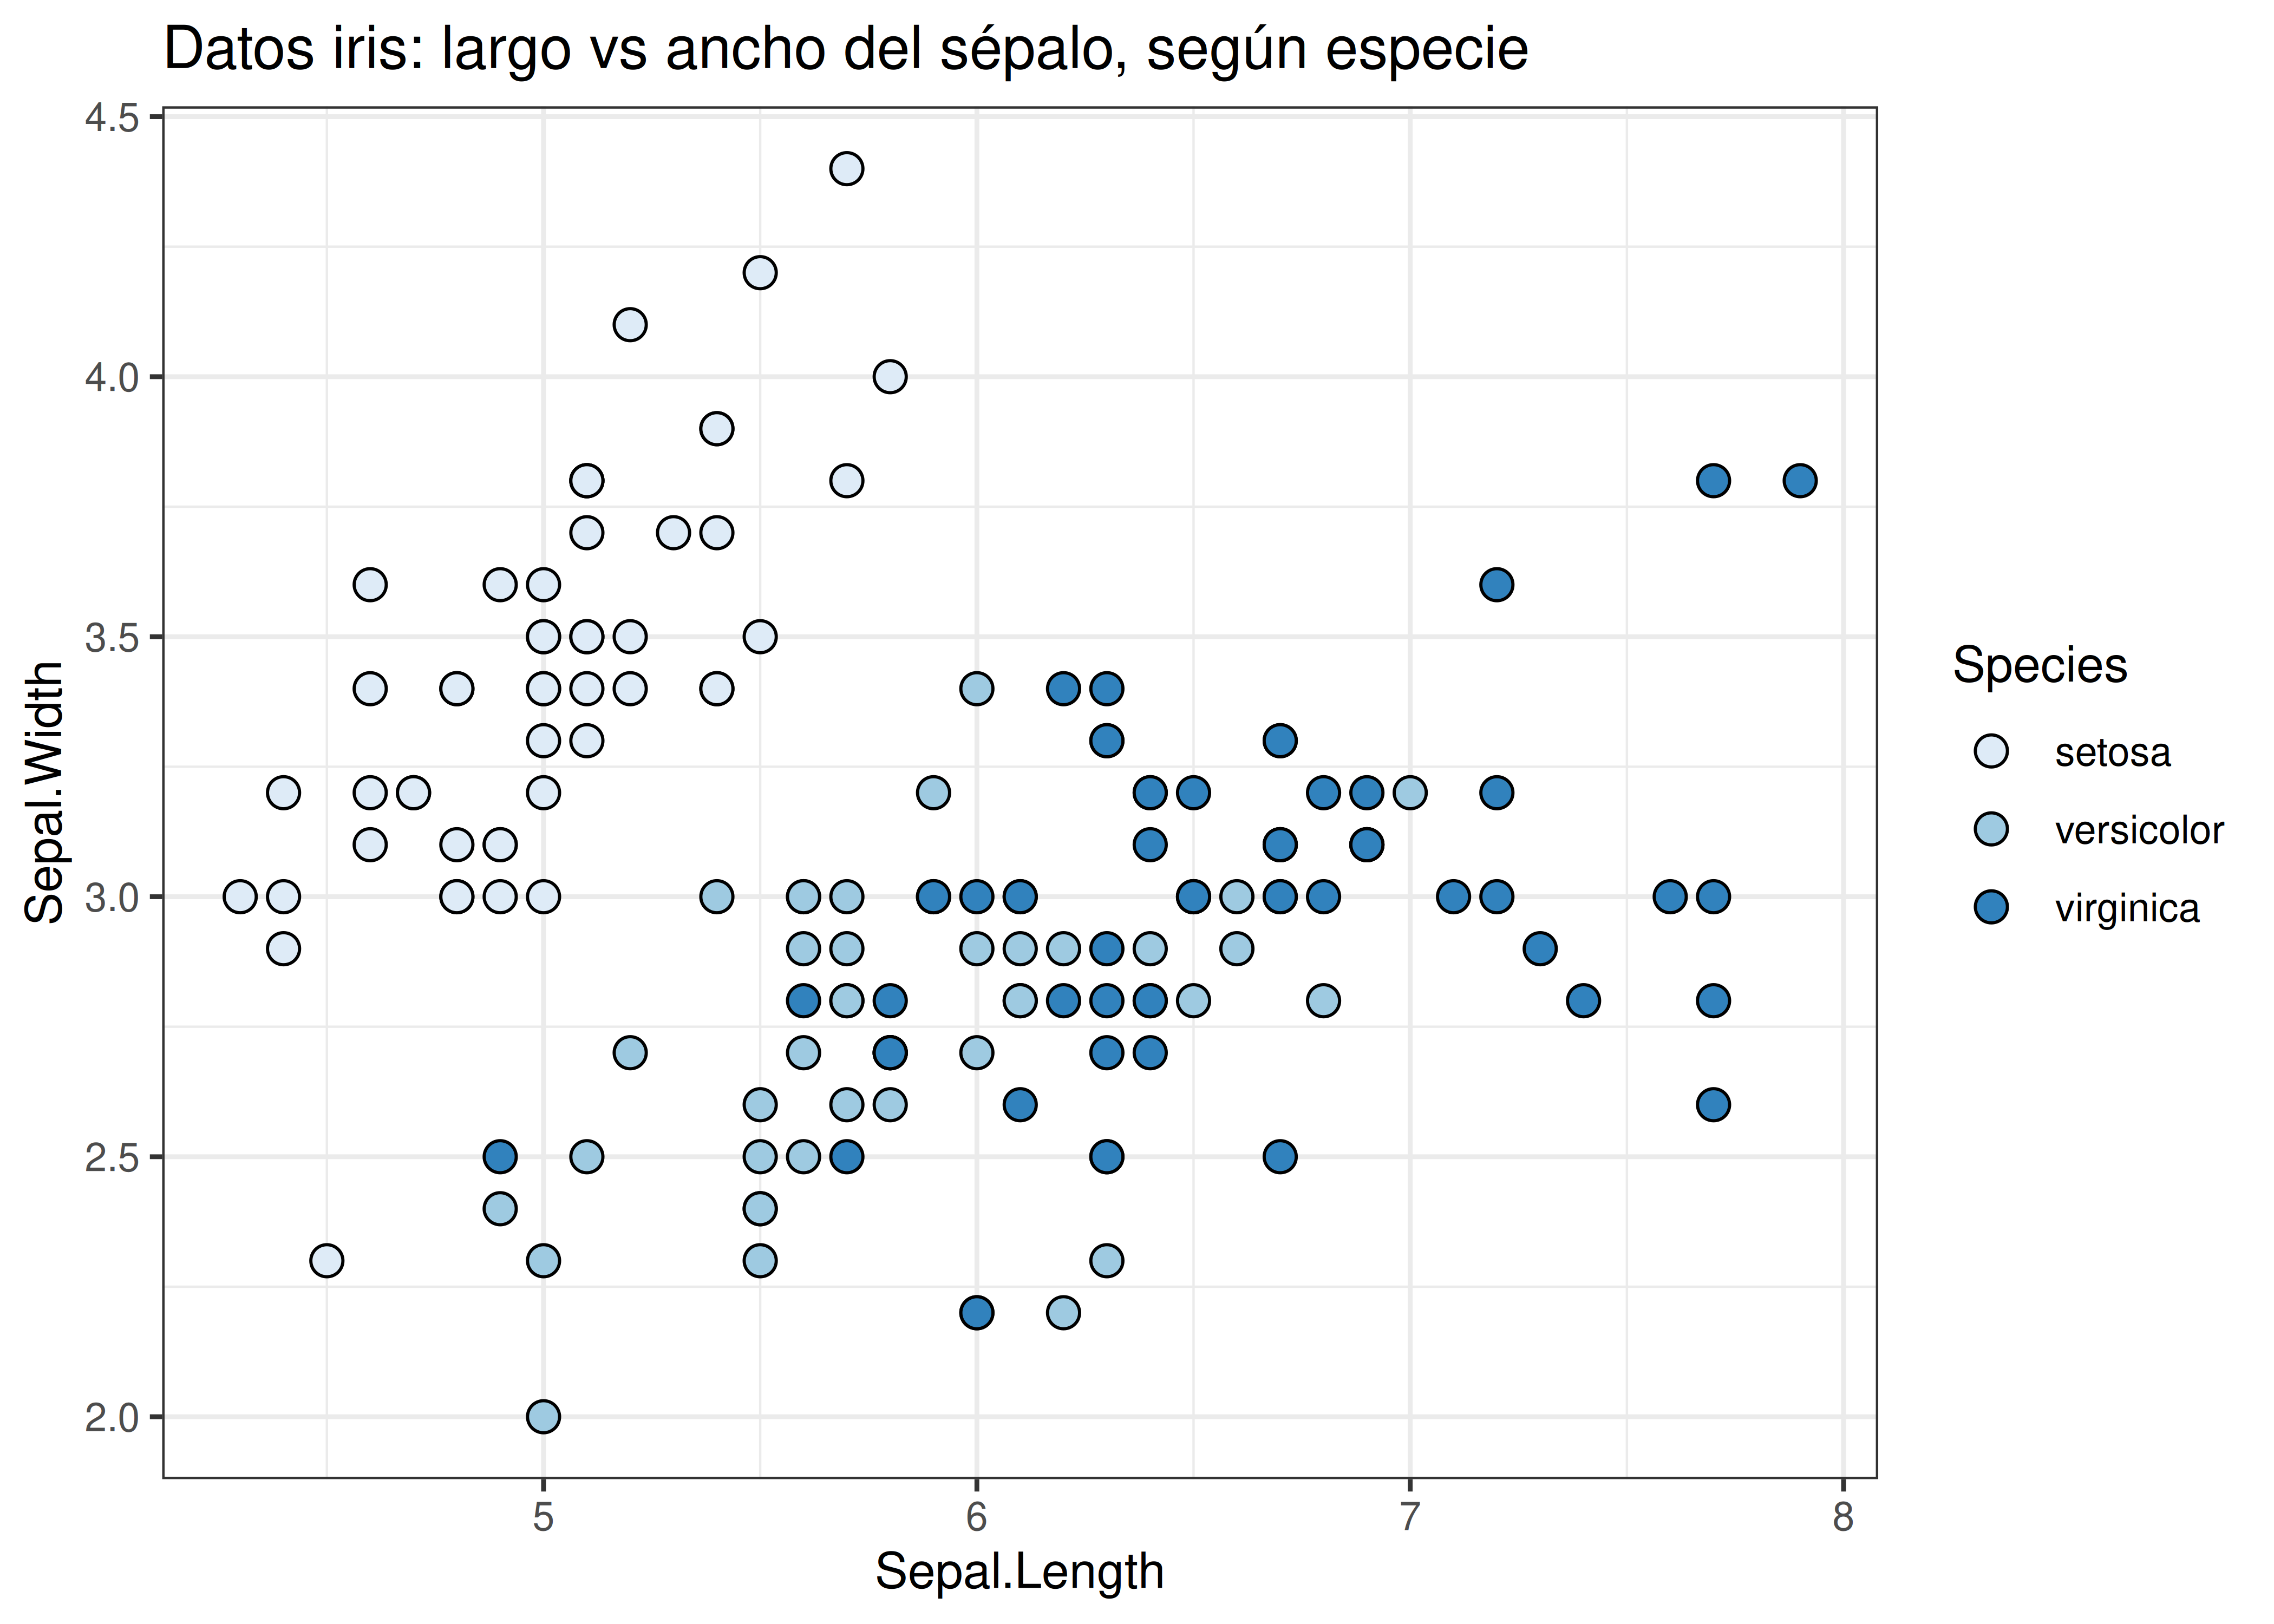 Datos iris: largo vs ancho del sépalo, según especie
4.5
4.0
3.5
3.0
2.5
2.0
Sepal.Width
5 6 7 8
Sepal.Length
Species
setosa
versicolor
virginica